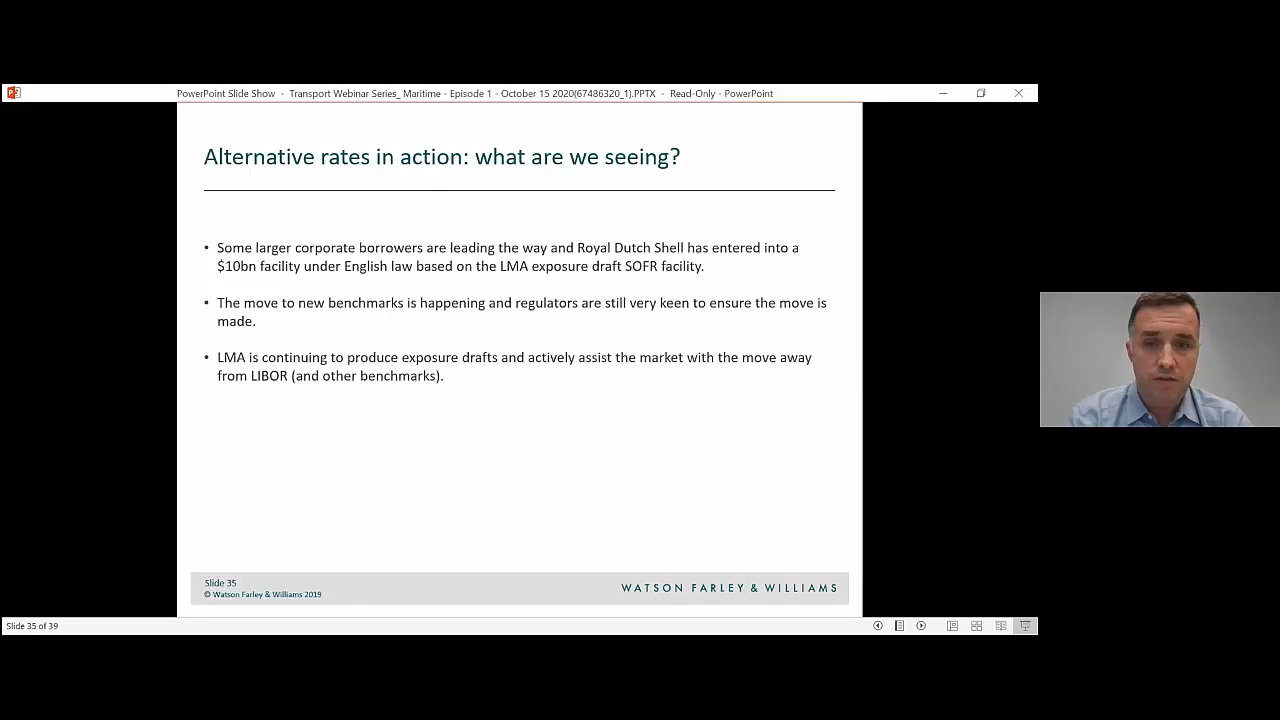 PowerPoint Slide Show - Transport Webinar Series_ Maritime - Episode 1 - October 15 2020(67486320_1).PPTX - Read-Only - PowerPoint
Alternative rates in action: what are we seeing?
• Some larger corporate borrowers are leading the way and Royal Dutch Shell has entered into a
$10bn facility under English law based on the LMA exposure draft SOFR facility.
• The move to new benchmarks is happening and regulators are still very keen to ensure the move is
made.
• LMA is continuing to produce exposure drafts and actively assist the market with the move away
from LIBOR (and other benchmarks).
Slide 35
© Watson Farley & Williams 2019
WATSON FARLEY & WILLIAMS
Slide 35 of 39